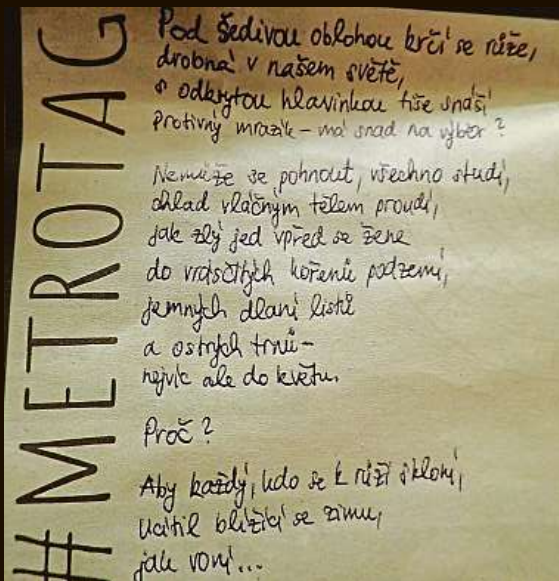 #METROTAG
Pod šedivou oblohou krčí se růže,
drobná v našem světě,
s odkrytou hlavinkou tiše snáší
Protivný mrazík – má snad na výběr?
Nemůže se pohnout, všechno studí,
chlad vláčným tělem proudí,
jak zlý jed vpřed se žene
do vrásčitých kořenů podzemí,
jemných dlaní listů
a ostrých trnů –
nejvíc ale do květu.
Proč?
Aby každý, kdo se k růži skloní,
ucítil blížící se zimu,
jak voní...